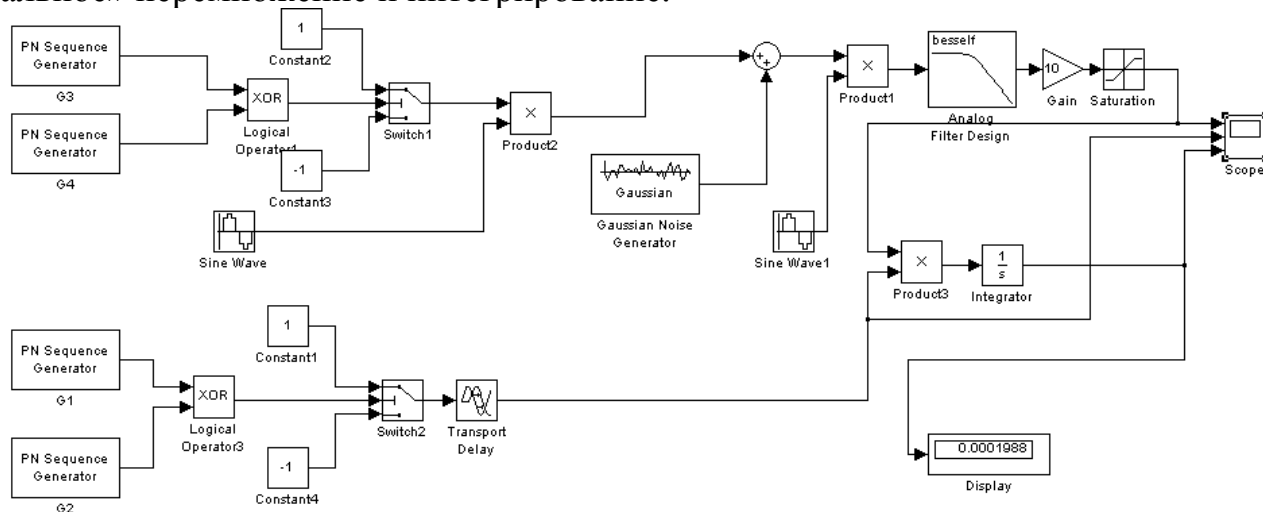 перемножение и интегрирование.
PN Sequence
Generator
G3
PN Sequence
Generator
G4
XOR
Logical
Operator1
1
Constant2
-1
Constant3
Switch1
×
Product2
Sine Wave
Gaussian
Gaussian Noise
Generator
++
×
Product1
Sine Wave1
besself
Analog
Filter Design
10
Gain
Saturation
Scope
×
Product3
1
s
Integrator
PN Sequence
Generator
G1
PN Sequence
Generator
G2
XOR
Logical
Operator3
1
Constant1
-1
Constant4
Switch2
Transport
Delay
0.0001988
Display